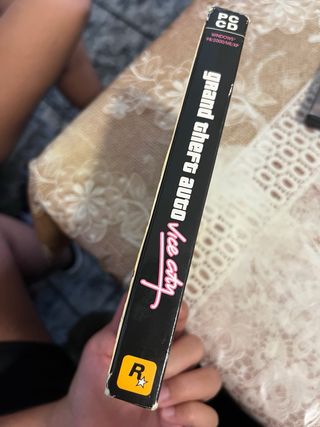 PC
CD
WINDOWS®
98/2000/ME/XP
grand theft auto
Vice City
R